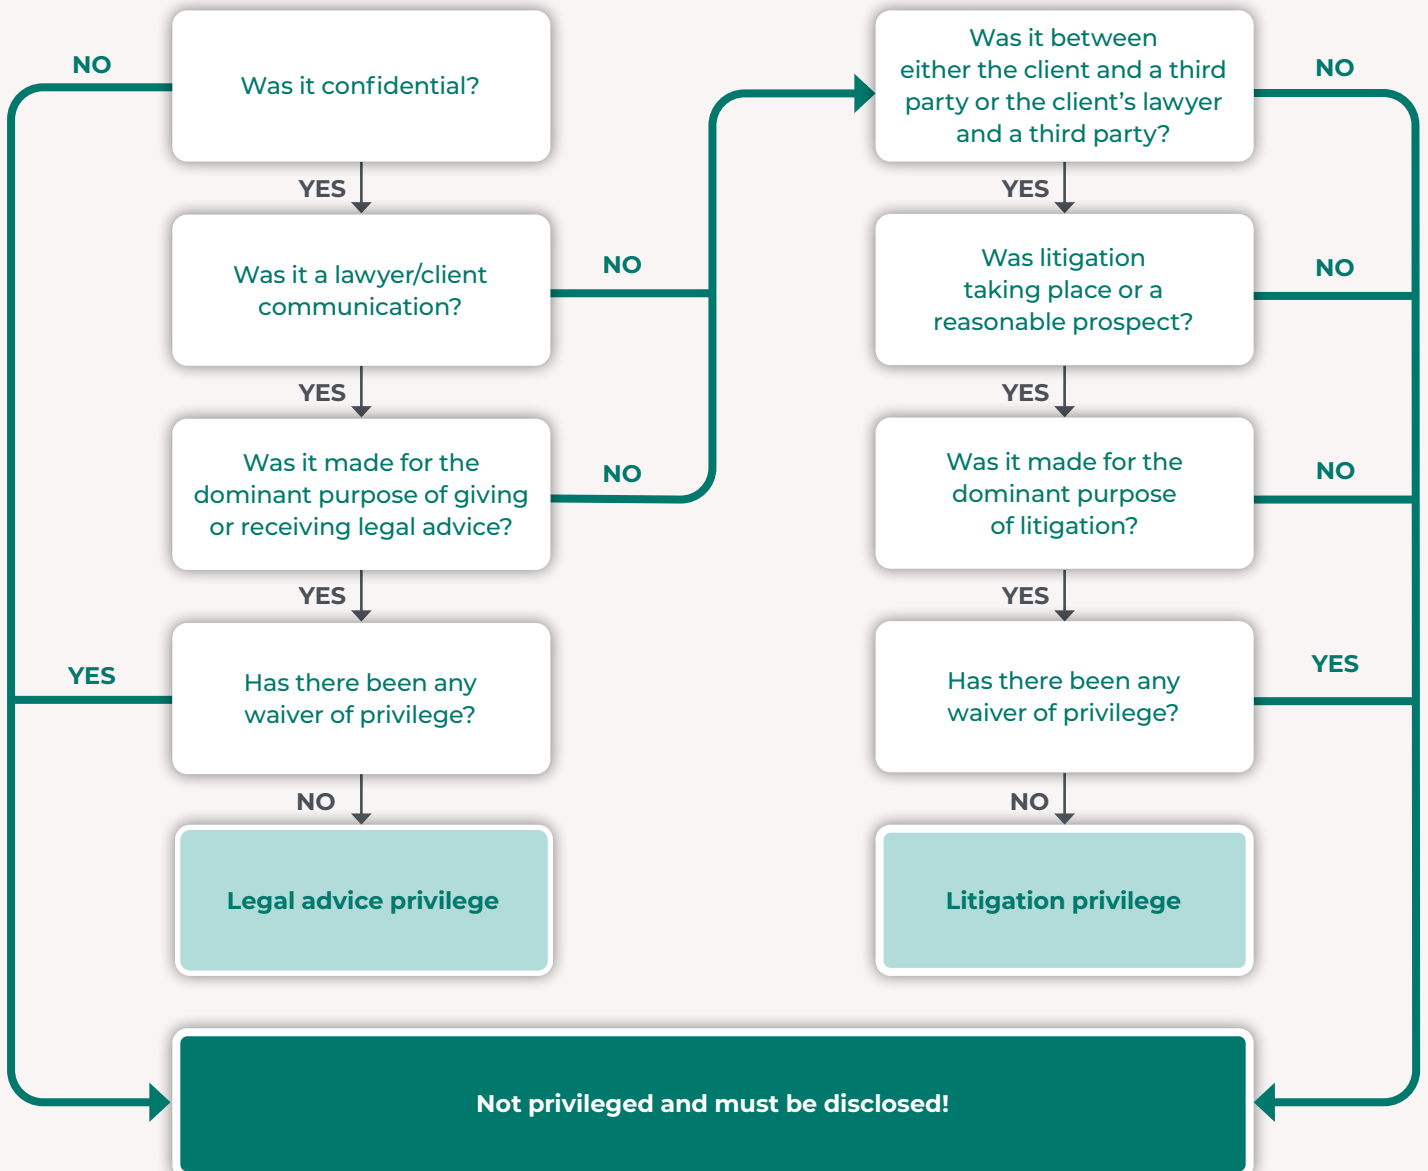 NO
Was it confidential?
YES
Was it a lawyer/client
communication?
NO
YES
Was it made for the
dominant purpose of giving
or receiving legal advice?
NO
YES
Has there been any
waiver of privilege?
YES
NO
Legal advice privilege
Was it between
either the client and a third
party or the client’s lawyer
and a third party?
NO
YES
Was litigation
taking place or a
reasonable prospect?
NO
YES
Was it made for the
dominant purpose
of litigation?
NO
YES
Has there been any
waiver of privilege?
YES
NO
Litigation privilege
Not privileged and must be disclosed!